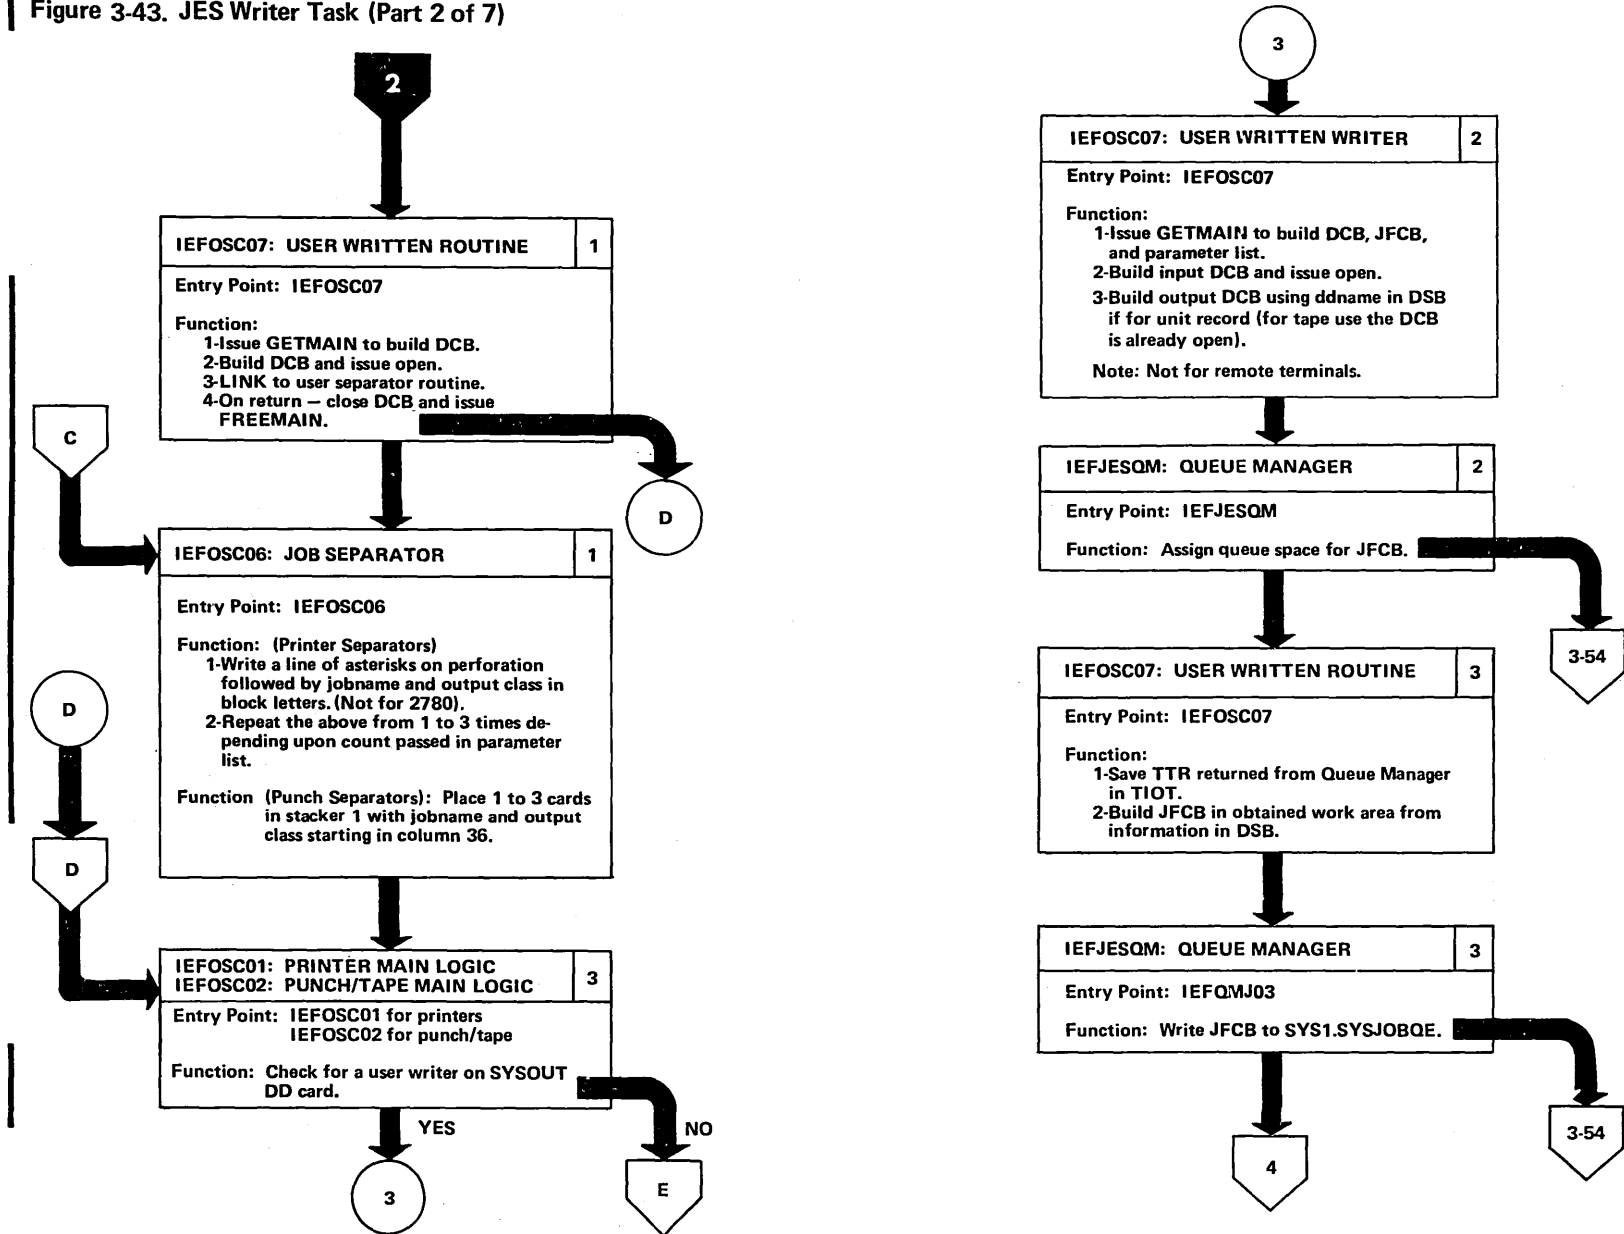 Figure 3-43. JES Writer Task (Part 2 of 7)
2
IEFOSC07: USER WRITTEN ROUTINE
1
Entry Point: IEFOSC07
Function:
1-Issue GETMAIN to build DCB.
2-Build DCB and issue open.
3-LINK to user separator routine.
4-On return — close DCB and issue
FREEMAIN.
C
D
IEFOSC06: JOB SEPARATOR
1
Entry Point: IEFOSC06
Function: (Printer Separators)
1-Write a line of asterisks on perforation
followed by jobname and output class in
block letters. (Not for 2780).
2-Repeat the above from 1 to 3 times de-
pending upon count passed in parameter
list.
Function (Punch Separators): Place 1 to 3 cards
in stacker 1 with jobname and output
class starting in column 36.
D
D
IEFOSC01: PRINTER MAIN LOGIC
IEFOSC02: PUNCH/TAPE MAIN LOGIC
3
Entry Point: IEFOSC01 for printers
IEFOSC02 for punch/tape
Function: Check for a user writer on SYSOUT
DD card.
YES
NO
3
E
3
IEFOSC07: USER WRITTEN WRITER
2
Entry Point: IEFOSC07
Function:
1-Issue GETMAIN to build DCB, JFCB,
and parameter list.
2-Build input DCB and issue open.
3-Build output DCB using ddname in DSB
if for unit record (for tape use the DCB
is already open).
Note: Not for remote terminals.
IEFJESQM: QUEUE MANAGER
2
Entry Point: IEFJESQM
Function: Assign queue space for JFCB.
3-54
IEFOSC07: USER WRITTEN ROUTINE
3
Entry Point: IEFOSC07
Function:
1-Save TTR returned from Queue Manager
in TIOT.
2-Build JFCB in obtained work area from
information in DSB.
IEFJESQM: QUEUE MANAGER
3
Entry Point: IEFQMJ03
Function: Write JFCB to SYS1.SYSJOBQE.
3-54
4